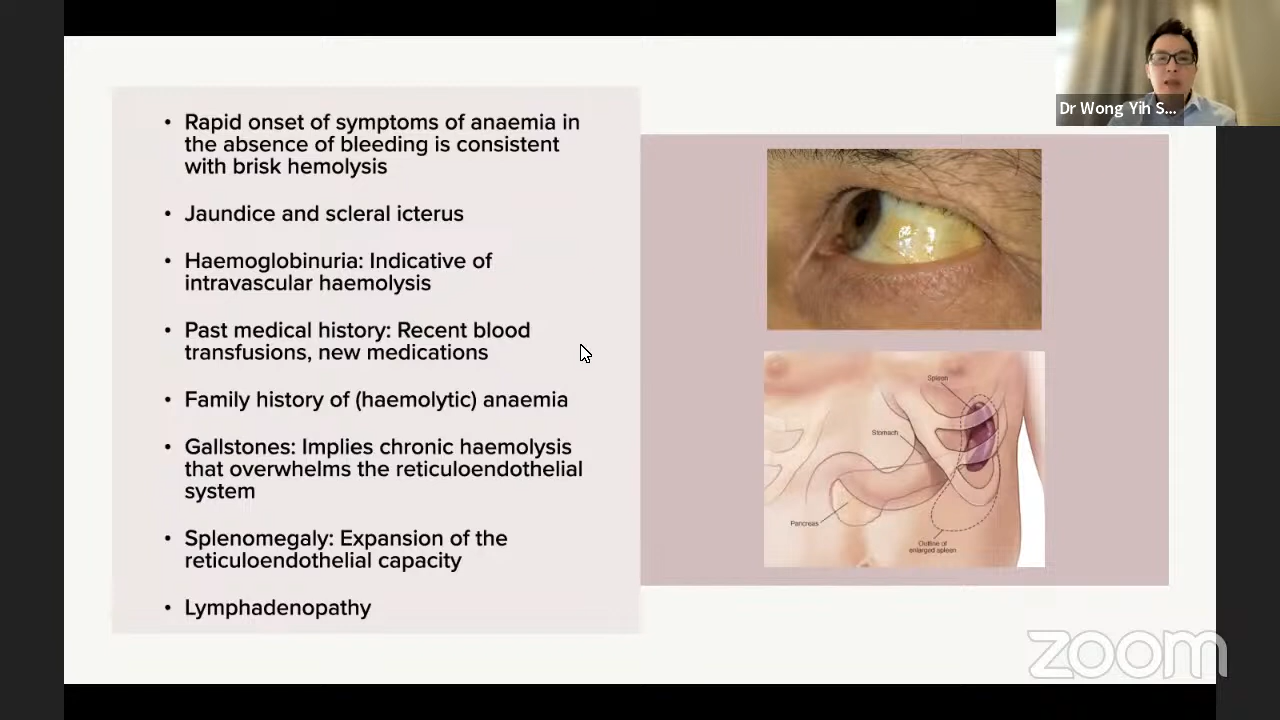 Dr Wong Yih S...
• Rapid onset of symptoms of anaemia in
the absence of bleeding is consistent
with brisk hemolysis
• Jaundice and scleral icterus
• Haemoglobinuria: Indicative of
intravascular haemolysis
• Past medical history: Recent blood
transfusions, new medications
• Family history of (haemolytic) anaemia
• Gallstones: Implies chronic haemolysis
that overwhelms the reticuloendothelial
system
• Splenomegaly: Expansion of the
reticuloendothelial capacity
• Lymphadenopathy
Spleen
Stomach
Pancreas
Outline of
enlarged spleen
zoom